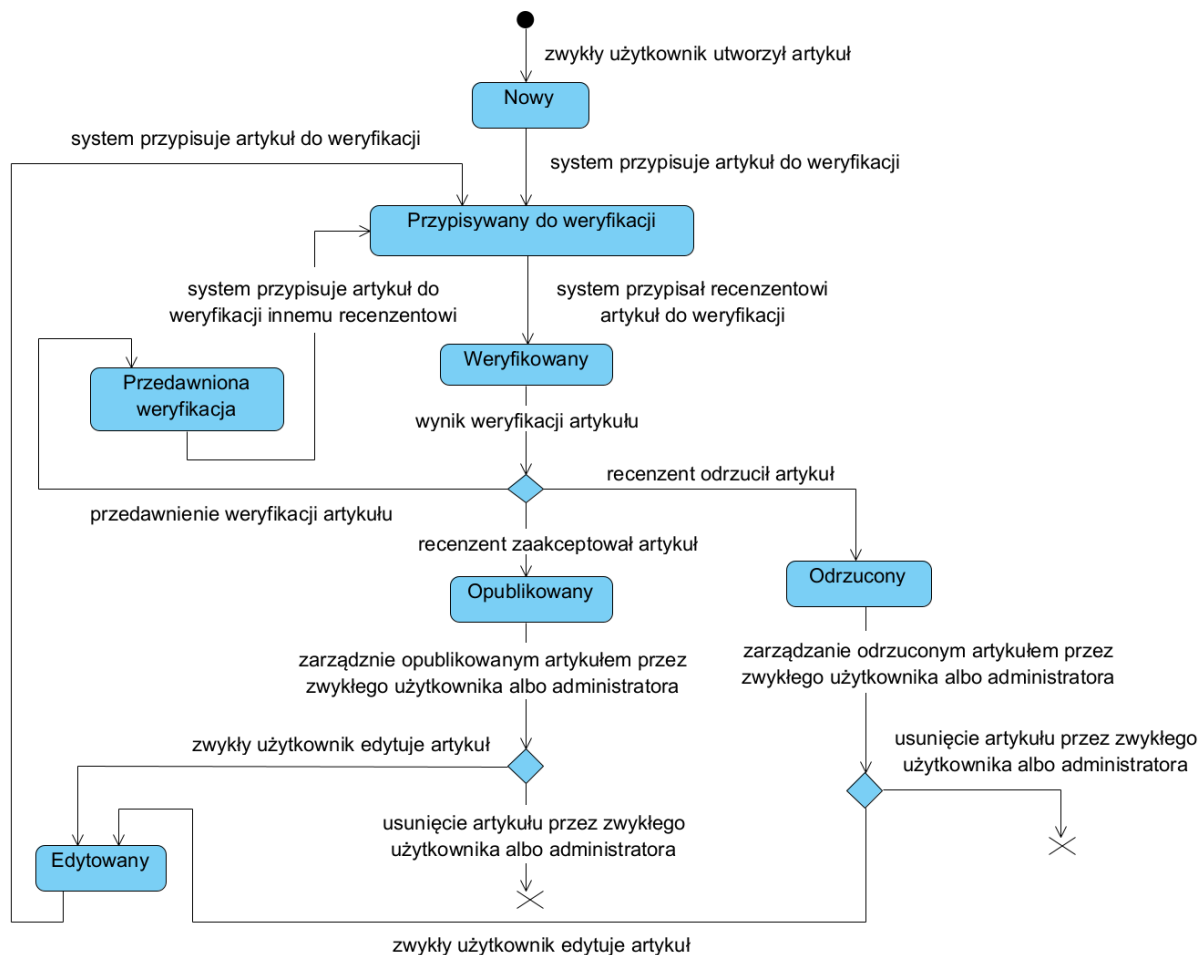 zwykły użytkownik utworzył artykuł
Nowy
system przypisuje artykuł do weryfikacji
system przypisuje artykuł do weryfikacji
Przypisywany do weryfikacji
system przypisuje artykuł do
weryfikacji innemu recenzentowi
system przypisał recenzentowi
artykuł do weryfikacji
Weryfikowany
Przedawniona
weryfikacja
wynik weryfikacji artykułu
recenzent odrzucił artykuł
przedawnienie weryfikacji artykułu
recenzent zaakceptował artykuł
Opublikowany
Odrzucony
zarządznie opublikowanym artykułem przez
zwykłego użytkownika albo administratora
zarządzanie odrzuconym artykułem przez
zwykłego użytkownika albo administratora
zwykły użytkownik edytuje artykuł
usunięcie artykułu przez zwykłego
użytkownika albo administratora
usunięcie artykułu przez zwykłego
użytkownika albo administratora
Edytowany
zwykły użytkownik edytuje artykuł